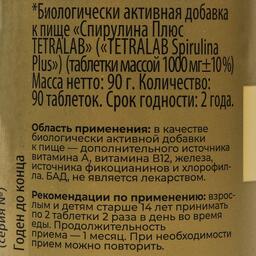 *Биологически активная добавка
к пище «Спирулина Плюс
TETRALAB» («TETRALAB Spirulina
Plus») (таблетки массой 1000 мг±10%)
Масса нетто: 90 г. Количество:
90 таблеток. Срок годности: 2 года.
Область применения: в качестве
биологически активной добавки
к пище — дополнительного источника
витамина А, витамина В12, железа,
источника фикоцианинов и хлорофил-
ла. БАД, не является лекарством.
Рекомендации по применению: взрос-
лым и детям старше 14 лет принимать
по 2 таблетки 2 раза в день во время
еды. Продолжительность
приема — 1 месяц. При необходимости
прием можно повторить.
Годен до конца
(серия №)